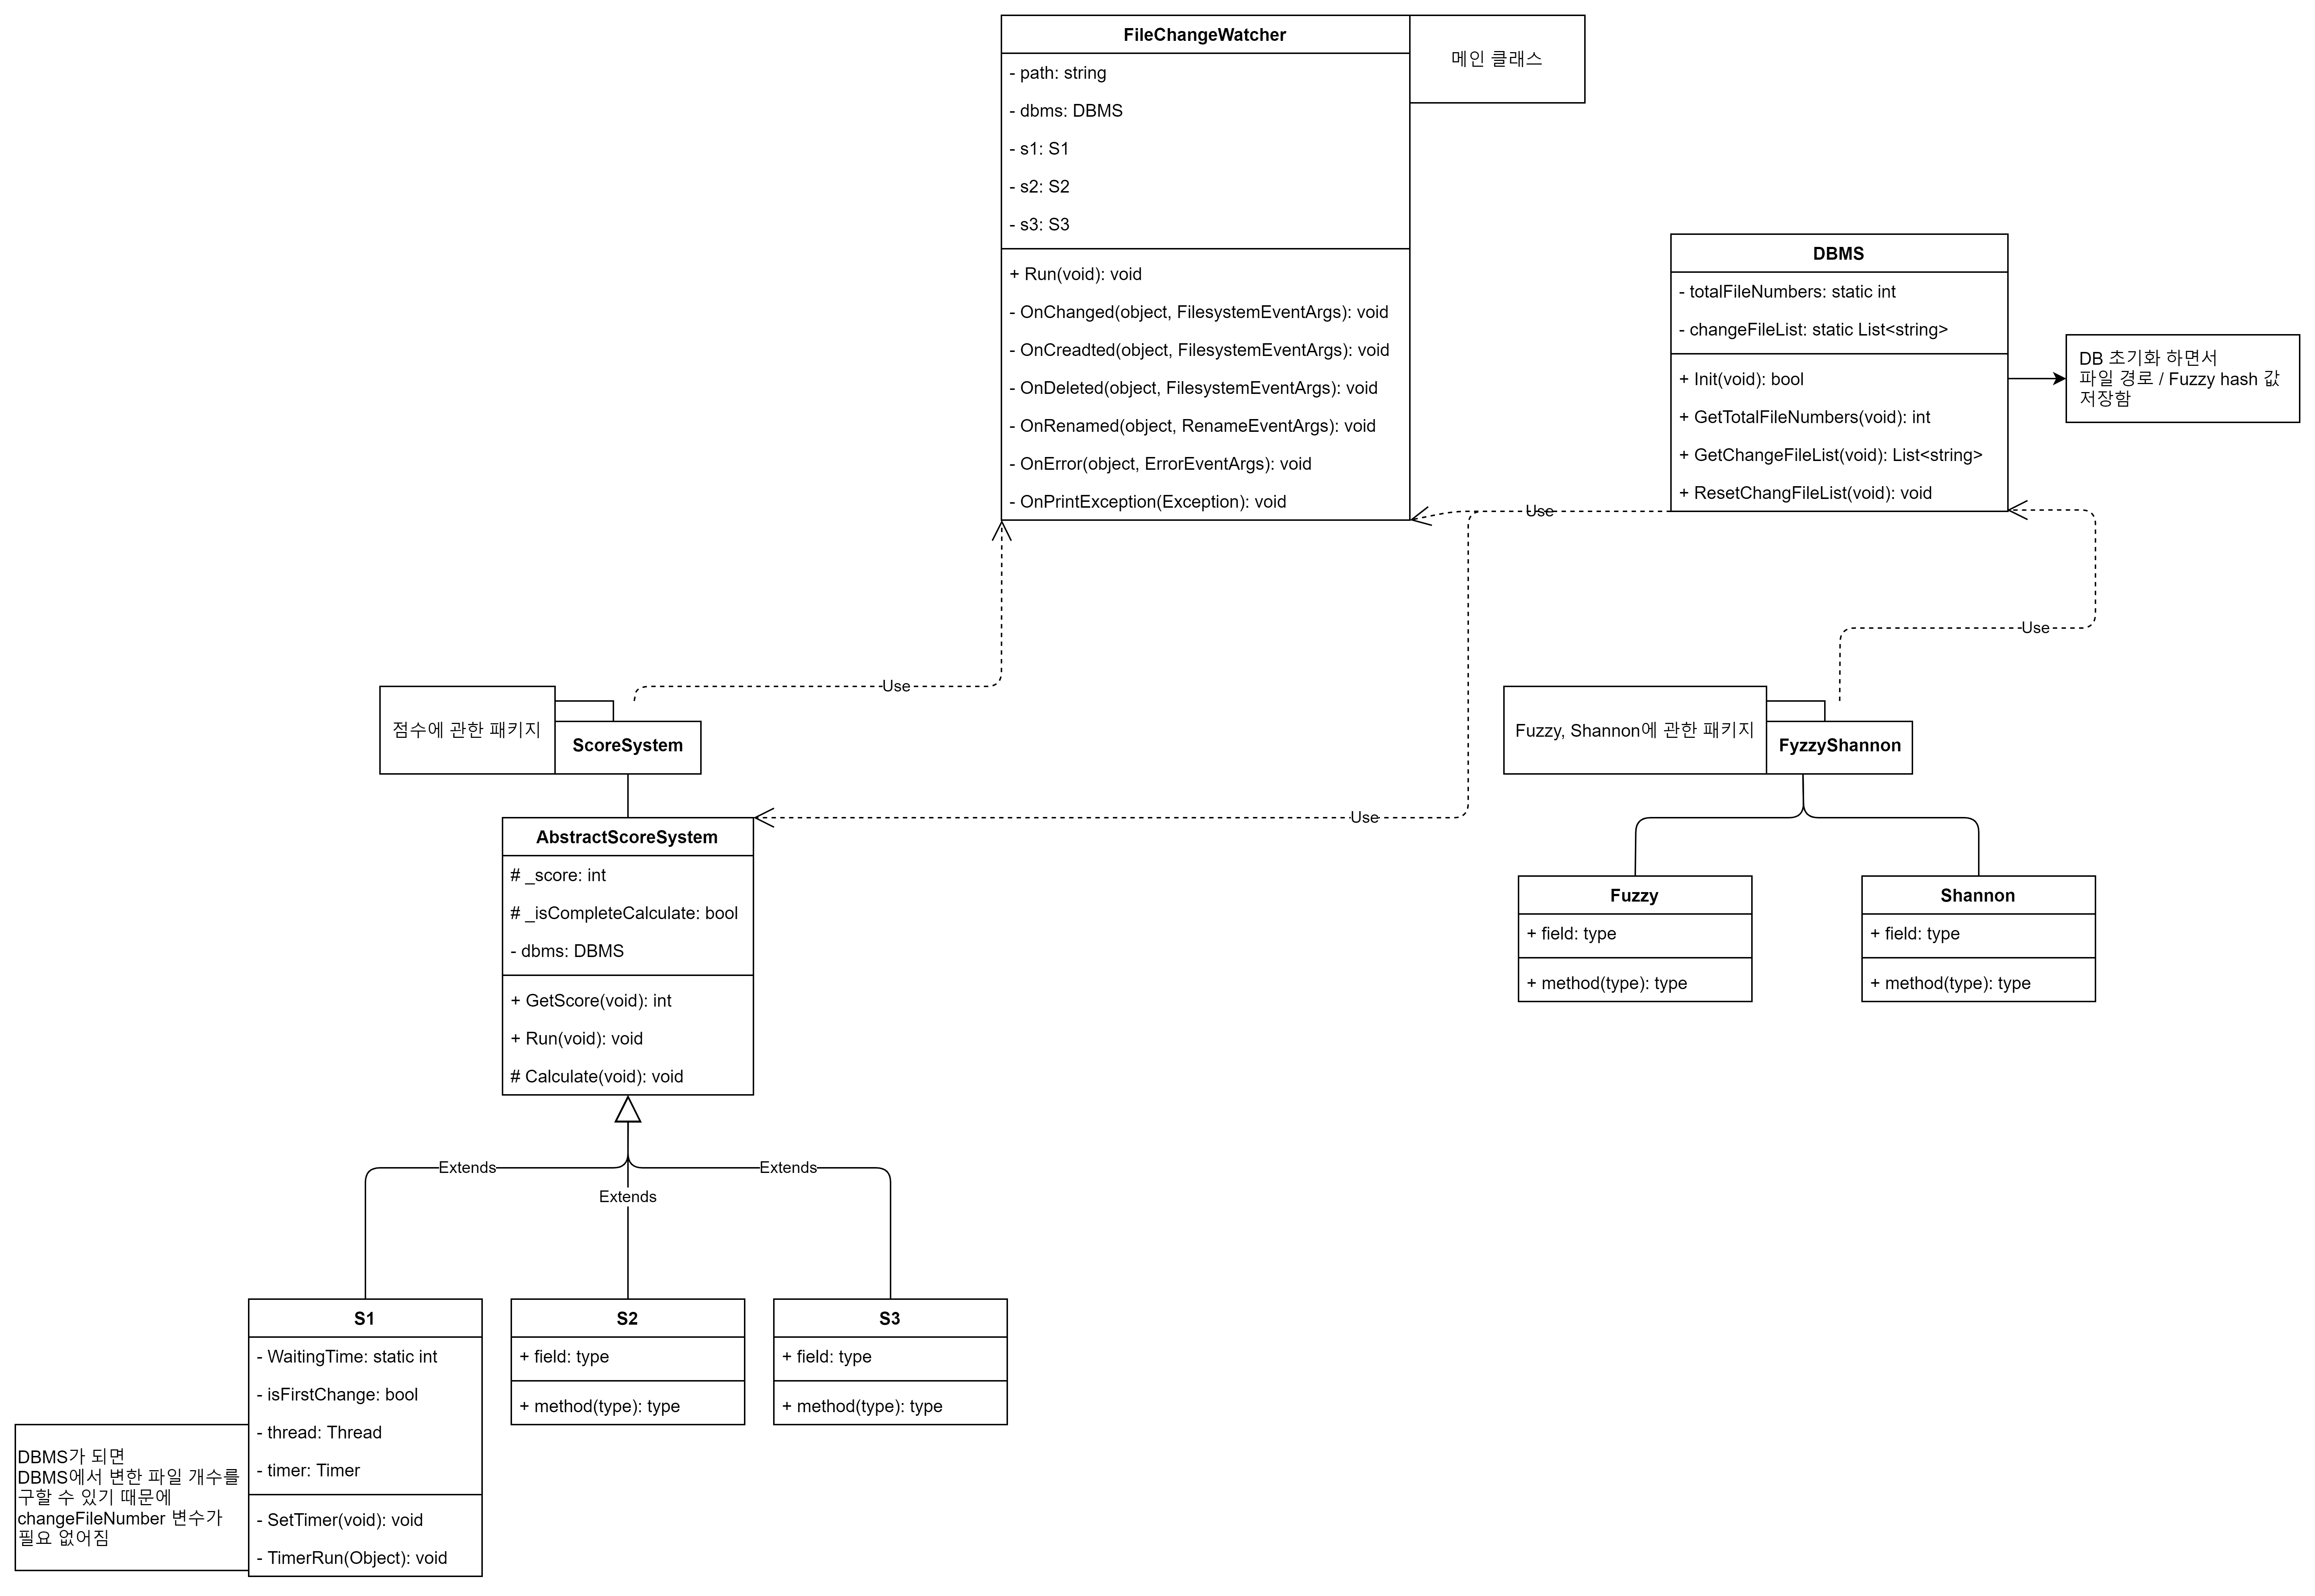 FileChangeWatcher
- path: string
- dbms: DBMS
- s1: S1
- s2: S2
- s3: S3
+ Run(void): void
- OnChanged(object, FilesystemEventArgs): void
- OnCreadted(object, FilesystemEventArgs): void
- OnDeleted(object, FilesystemEventArgs): void
- OnRenamed(object, RenameEventArgs): void
- OnError(object, ErrorEventArgs): void
- OnPrintException(Exception): void
메인 클래스
DBMS
- totalFileNumbers: static int
- changeFileList: static List<string>
+ Init(void): bool
+ GetTotalFileNumbers(void): int
+ GetChangeFileList(void): List<string>
+ ResetChangFileList(void): void
DB 초기화 하면서
파일 경로 / Fuzzy hash 값
저장함
Use
Use
Use
Use
점수에 관한 패키지
ScoreSystem
Fuzzy, Shannon에 관한 패키지
FyzzyShannon
AbstractScoreSystem
# _score: int
# _isCompleteCalculate: bool
- dbms: DBMS
+ GetScore(void): int
+ Run(void): void
# Calculate(void): void
Fuzzy
+ field: type
+ method(type): type
Shannon
+ field: type
+ method(type): type
Extends
Extends
Extends
S1
- WaitingTime: static int
- isFirstChange: bool
- thread: Thread
- timer: Timer
- SetTimer(void): void
- TimerRun(Object): void
S2
+ field: type
+ method(type): type
S3
+ field: type
+ method(type): type
DBMS가 되면
DBMS에서 변한 파일 개수를
구할 수 있기 때문에
changeFileNumber 변수가
필요 없어짐